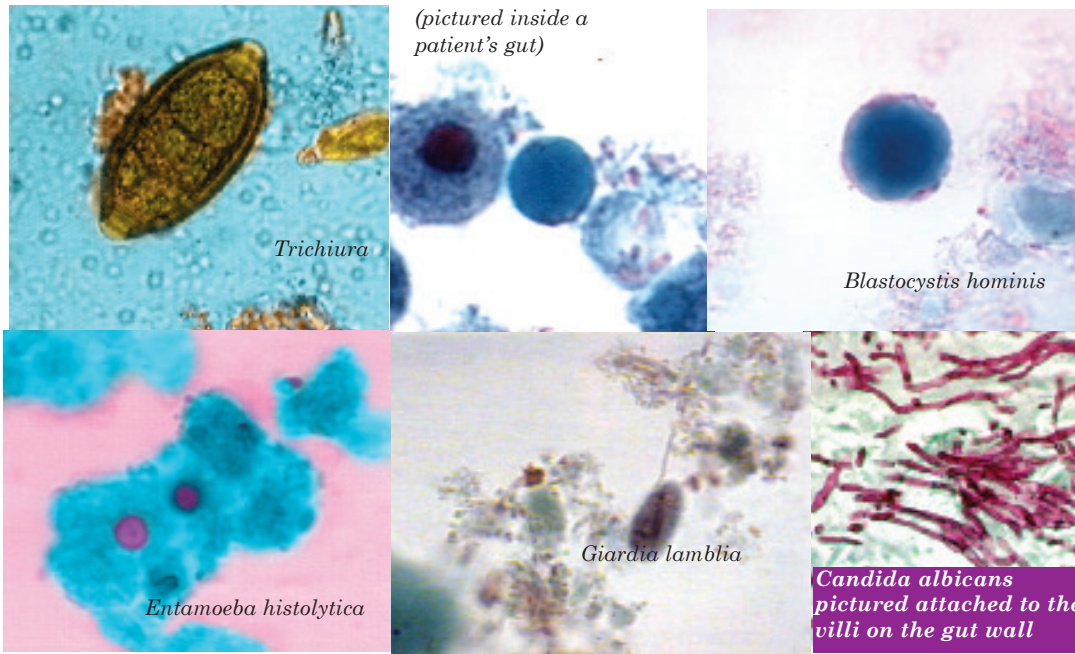 (pictured inside a
patient's gut)
Trichiura
Blastocystis hominis
Entamoeba histolytica
Giardia lamblia
Candida albicans
pictured attached to the
villi on the gut wall